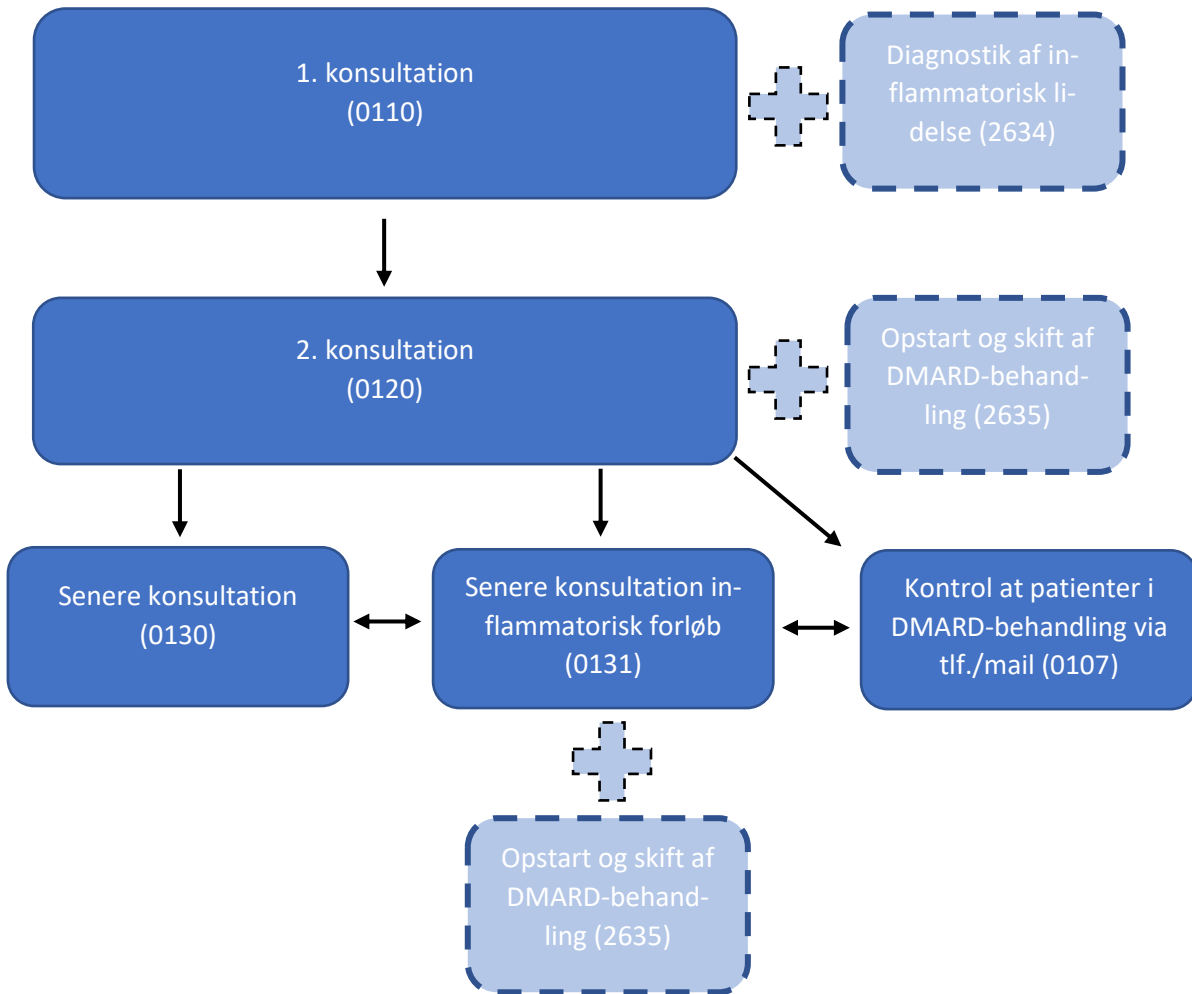 1. konsultation
(0110)
Diagnostik af in-
flammatorisk li-
delse (2634)
2. konsultation
(0120)
Opstart og skift af
DMARD-behand-
ling (2635)
Senere konsultation
(0130)
Senere konsultation in-
flammatorisk forløb
(0131)
Kontrol at patienter i
DMARD-behandling via
tlf./mail (0107)
Opstart og skift af
DMARD-behand-
ling (2635)